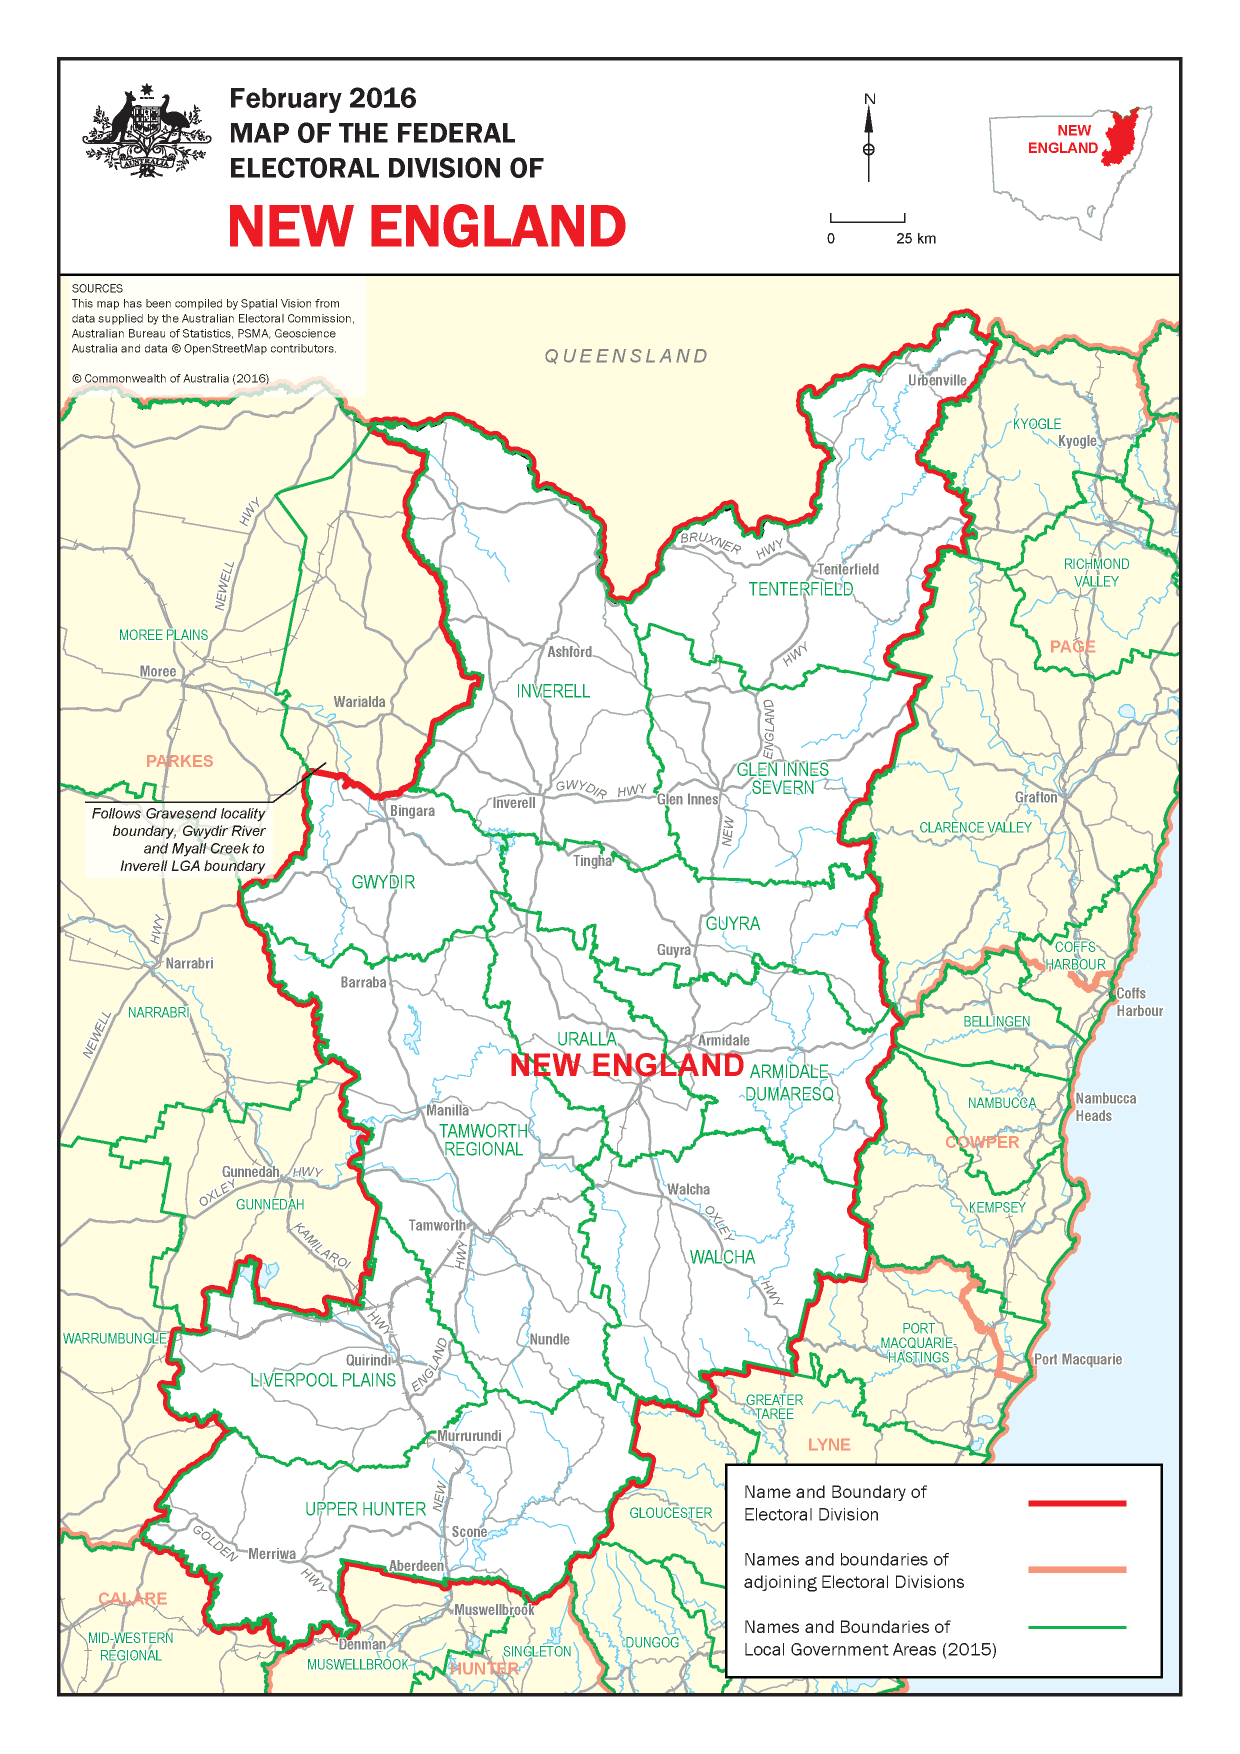 February 2016
MAP OF THE FEDERAL
ELECTORAL DIVISION OF
NEW ENGLAND
AUSTRALIA
N
0 25 km
NEW
ENGLAND
SOURCES
This map has been compiled by Spatial Vision from
data supplied by the Australian Electoral Commission,
Australian Bureau of Statistics, PSMA, Geoscience
Australia and data © OpenStreetMap contributors.
© Commonwealth of Australia (2016)
QUEENSLAND
Urbenville
KYOGLE
Kyogle
HWY
BRUXNER HWY
NEWELL
Tenterfield
TENTERFIELD
RICHMOND
VALLEY
MOREE PLAINS
PAGE
Ashford
HWY
Moree
INVERELL
Warialda
ENGLAND
PARKES
GLEN INNES
SEVERN
GWYDIR HWY
Inverell
Glen Innes
Grafton
Bingara
Follows Gravesend locality
boundary, Gwydir River
and Myall Creek to
Inverell LGA boundary
NEW
CLARENCE VALLEY
Tingha
GWYDIR
GUYRA
HWY
Guyra
COFFS
HARBOUR
Narrabri
Barraba
Coffs
Harbour
NARRABRI
BELLINGEN
NEWELL
URALLA
Armidale
NEW ENGLAND
ARMIDALE
DUMARESQ
Manilla
NAMBUCCA
Nambucca
Heads
TAMWORTH
REGIONAL
COWPER
Gunnedah
HWY
OXLEY
Walcha
GUNNEDAH
KEMPSEY
OXLEY
Tamworth
KAMILAROI
HWY
WALCHA
HWY
HWY
WARRUMBUNGLE
Nundle
PORT
MACQUARIE-
HASTINGS
Quirindi
ENGLAND
Port Macquarie
LIVERPOOL PLAINS
GREATER
TAREE
Murrurundi
LYNE
NEW
UPPER HUNTER
GLOUCESTER
Scone
GOLDEN
Merriwa
HWY
Aberdeen
CALARE
Muswellbrook
MID-WESTERN
REGIONAL
Denman
MUSWELLBROOK
SINGLETON
HUNTER
DUNGOG
Name and Boundary of
Electoral Division
Names and boundaries of
adjoining Electoral Divisions
Names and Boundaries of
Local Government Areas (2015)